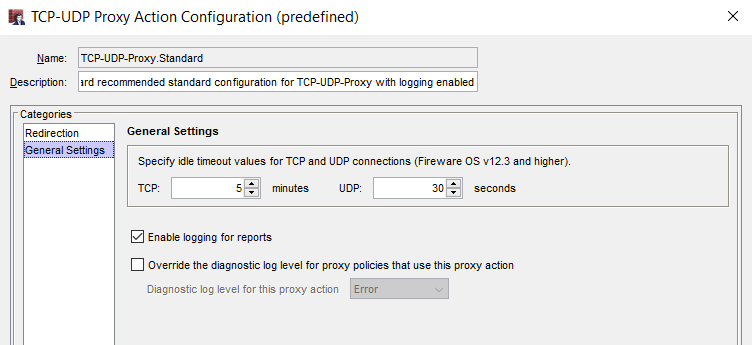 TCP-UDP Proxy Action Configuration (predefined)
Name: TCP-UDP-Proxy.Standard
Description: ard recommended standard configuration for TCP-UDP-Proxy with logging enabled
Categories
Redirection
General Settings
General Settings
Specify idle timeout values for TCP and UDP connections (Fireware OS v12.3 and higher).
TCP: 5 minutes UDP: 30 seconds
Enable logging for reports
Override the diagnostic log level for proxy policies that use this proxy action
Diagnostic log level for this proxy action Error